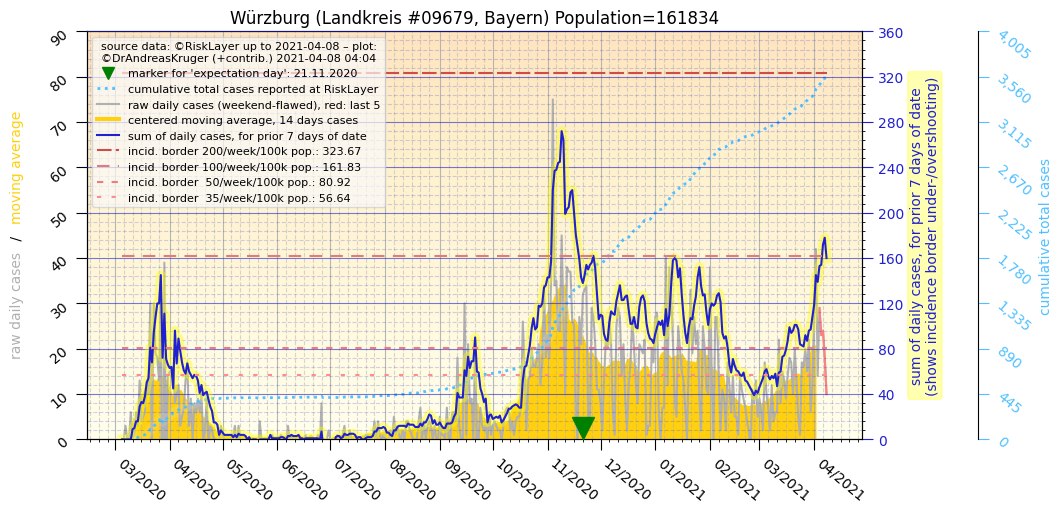 Würzburg (Landkreis #09679, Bayern) Population=161834
source data: ©RiskLayer up to 2021-04-08 – plot:
©DrAndreasKruger (+contrib.) 2021-04-08 04:04
marker for 'expectation day': 21.11.2020
cumulative total cases reported at RiskLayer
raw daily cases (weekend-flawed), red: last 5
centered moving average, 14 days cases
sum of daily cases, for prior 7 days of date
incid. border 200/week/100k pop.: 323.67
incid. border 100/week/100k pop.: 161.83
incid. border  50/week/100k pop.: 80.92
incid. border  35/week/100k pop.: 56.64
raw daily cases / moving average
90
80
70
60
50
40
30
20
10
0
03/2020
04/2020
05/2020
06/2020
07/2020
08/2020
09/2020
10/2020
11/2020
12/2020
01/2021
02/2021
03/2021
04/2021
360
320
280
240
200
160
120
80
40
0
sum of daily cases, for prior 7 days of date
(shows incidence border under-/overshooting)
4,005
3,560
3,115
2,670
2,225
1,780
1,335
890
445
0
cumulative total cases